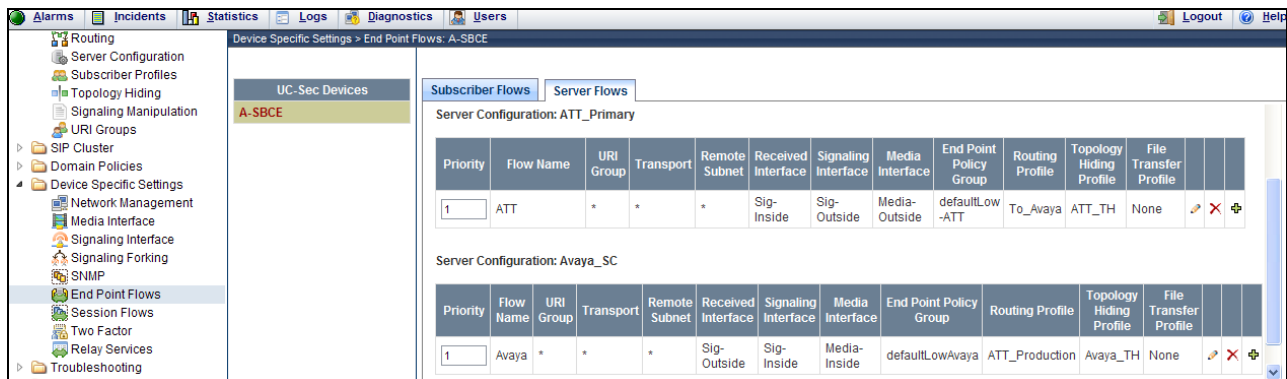 Alarms Incidents Statistics Logs Diagnostics Users Logout Help
Routing
Server Configuration
Subscriber Profiles
Topology Hiding
Signaling Manipulation
URI Groups
SIP Cluster
Domain Policies
Device Specific Settings
Network Management
Media Interface
Signaling Interface
Signaling Forking
SNMP
End Point Flows
Session Flows
Two Factor
Relay Services
Troubleshooting
Device Specific Settings > End Point Flows: A-SBCE
UC-Sec Devices
A-SBCE
Subscriber Flows Server Flows
Server Configuration: ATT_Primary
Priority Flow Name URI Group Transport Remote Subnet Received Interface Signaling Interface Media Interface End Point Policy Group Routing Profile Topology Hiding Profile File Transfer Profile
1 ATT * * * Sig-Inside Sig-Outside Media-Outside defaultLow-ATT To_Avaya ATT_TH None
Server Configuration: Avaya_SC
Priority Flow Name URI Group Transport Remote Subnet Received Interface Signaling Interface Media Interface End Point Policy Group Routing Profile Topology Hiding Profile File Transfer Profile
1 Avaya * * * Sig-Outside Sig-Inside Media-Inside defaultLowAvaya ATT_Production Avaya_TH None